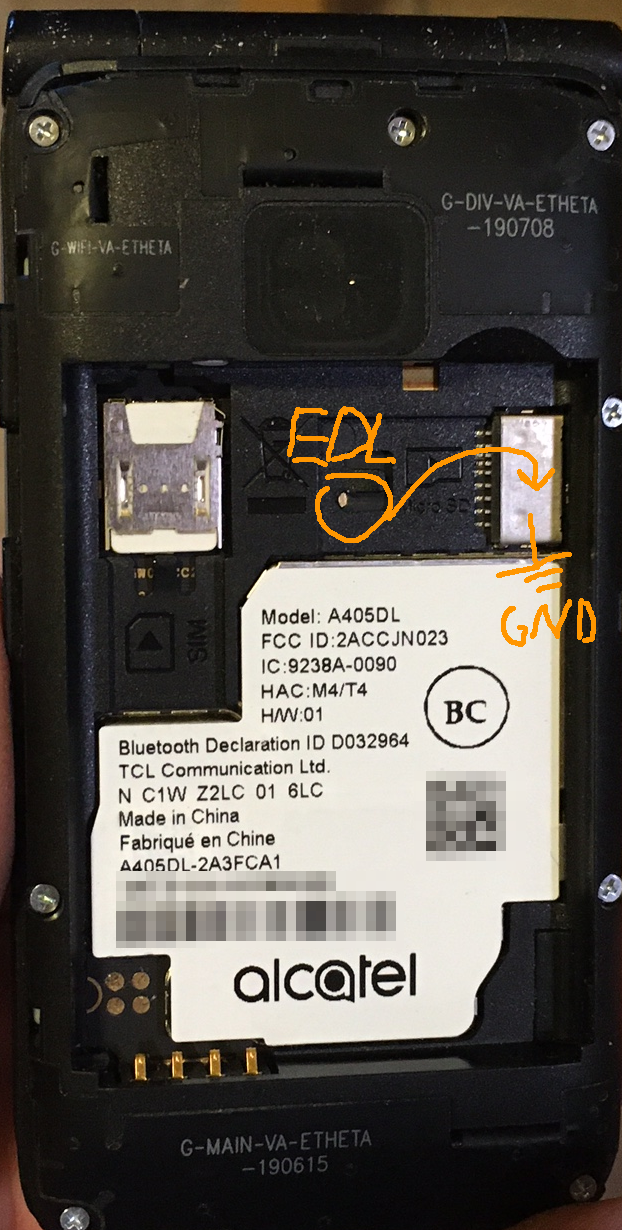 G-DIV-VA-ETHETA
-190708
G-WIFI-VA-ETHETA
EDL
Micro SD
GND
SIM
Model: A405DL
FCC ID:2ACCJN023
IC:9238A-0090
HAC:M4/T4
H/W:01
BC
Bluetooth Declaration ID D032964
TCL Communication Ltd.
N C1W Z2LC 01 6LC
Made in China
Fabriqué en Chine
A405DL-2A3FCA1
alcatel
G-MAIN-VA-ETHETA
-190615